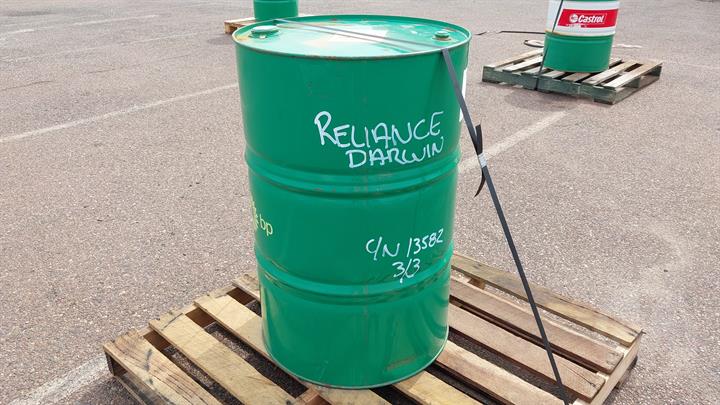 Castrol
RELIANCE
DARWIN
bp
C/N 13582
3/3